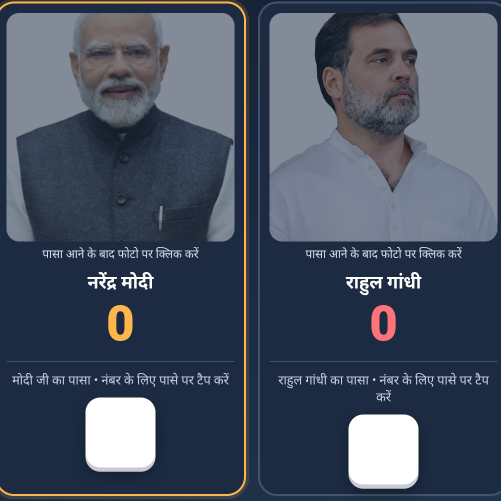 पासा आने के बाद फोटो पर क्लिक करें
नरेंद्र मोदी
0
मोदी जी का पासा • नंबर के लिए पासे पर टैप करें
पासा आने के बाद फोटो पर क्लिक करें
राहुल गांधी
0
राहुल गांधी का पासा • नंबर के लिए पासे पर टैप
करें